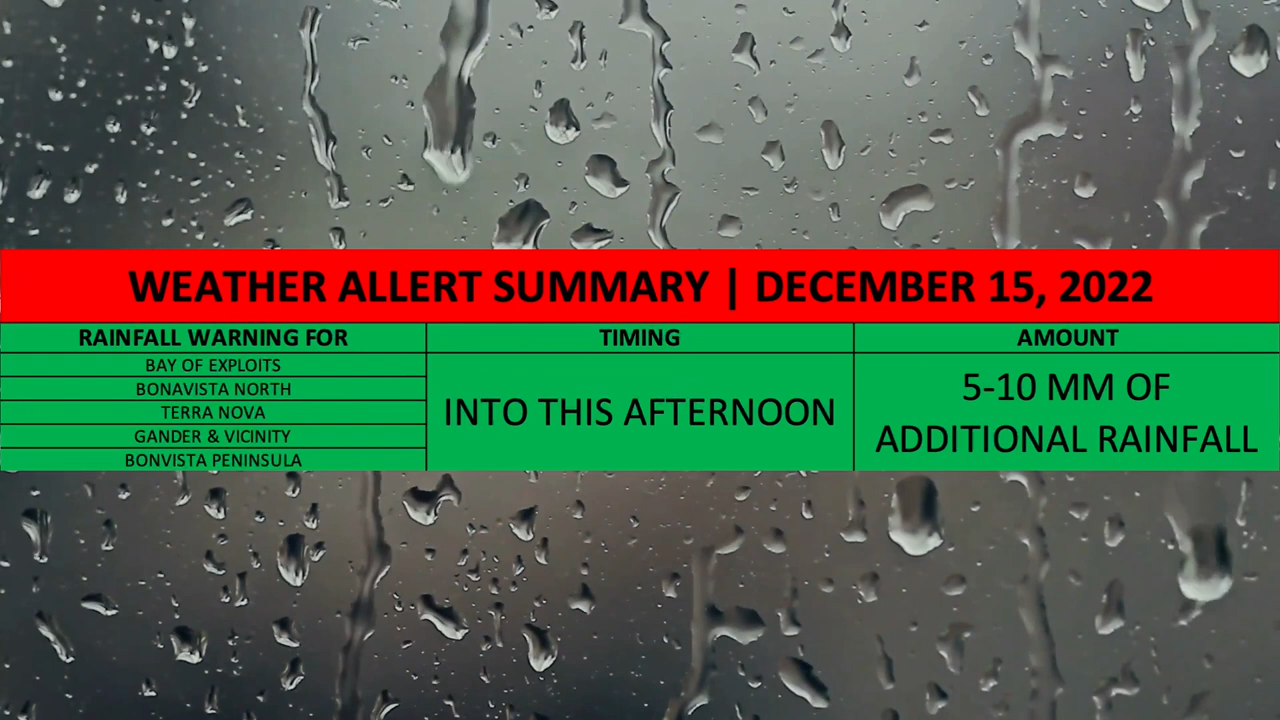 WEATHER ALLERT SUMMARY | DECEMBER 15, 2022
RAINFALL WARNING FOR
TIMING
AMOUNT
BAY OF EXPLOITS
BONAVISTA NORTH
TERRA NOVA
GANDER & VICINITY
BONVISTA PENINSULA
INTO THIS AFTERNOON
5-10 MM OF
ADDITIONAL RAINFALL